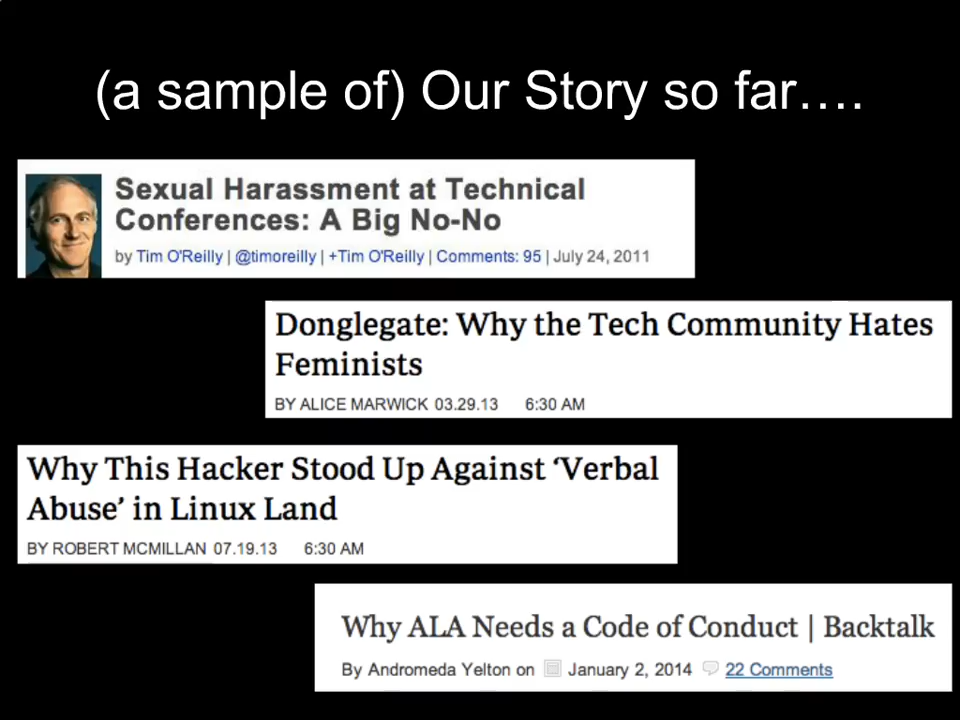 (a sample of) Our Story so far….
Sexual Harassment at Technical
Conferences: A Big No-No
by Tim O'Reilly | @timoreilly | +Tim O'Reilly | Comments: 95 | July 24, 2011
Donglegate: Why the Tech Community Hates
Feminists
BY ALICE MARWICK 03.29.13 6:30 AM
Why This Hacker Stood Up Against ‘Verbal
Abuse’ in Linux Land
BY ROBERT MCMILLAN 07.19.13 6:30 AM
Why ALA Needs a Code of Conduct | Backtalk
By Andromeda Yelton on January 2, 2014 22 Comments